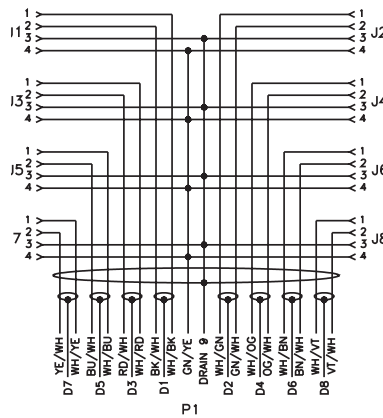 1 1
J1 2 2 J2
3 3
4 4
1 1
J3 2 2 J4
3 3
4 4
1 1
J5 2 2 J6
3 3
4 4
1 1
7 2 2 J8
3 3
4 4
YE/WH WH/YE BU/WH WH/BU RD/WH WH/RD BK/WH WH/BK GN/YE DRAIN 9 WH/GN GN/WH WH/OG OG/WH WH/BN BN/WH WH/VT VT/WH
D7 D5 D3 D1 D2 D4 D6 D8
P1